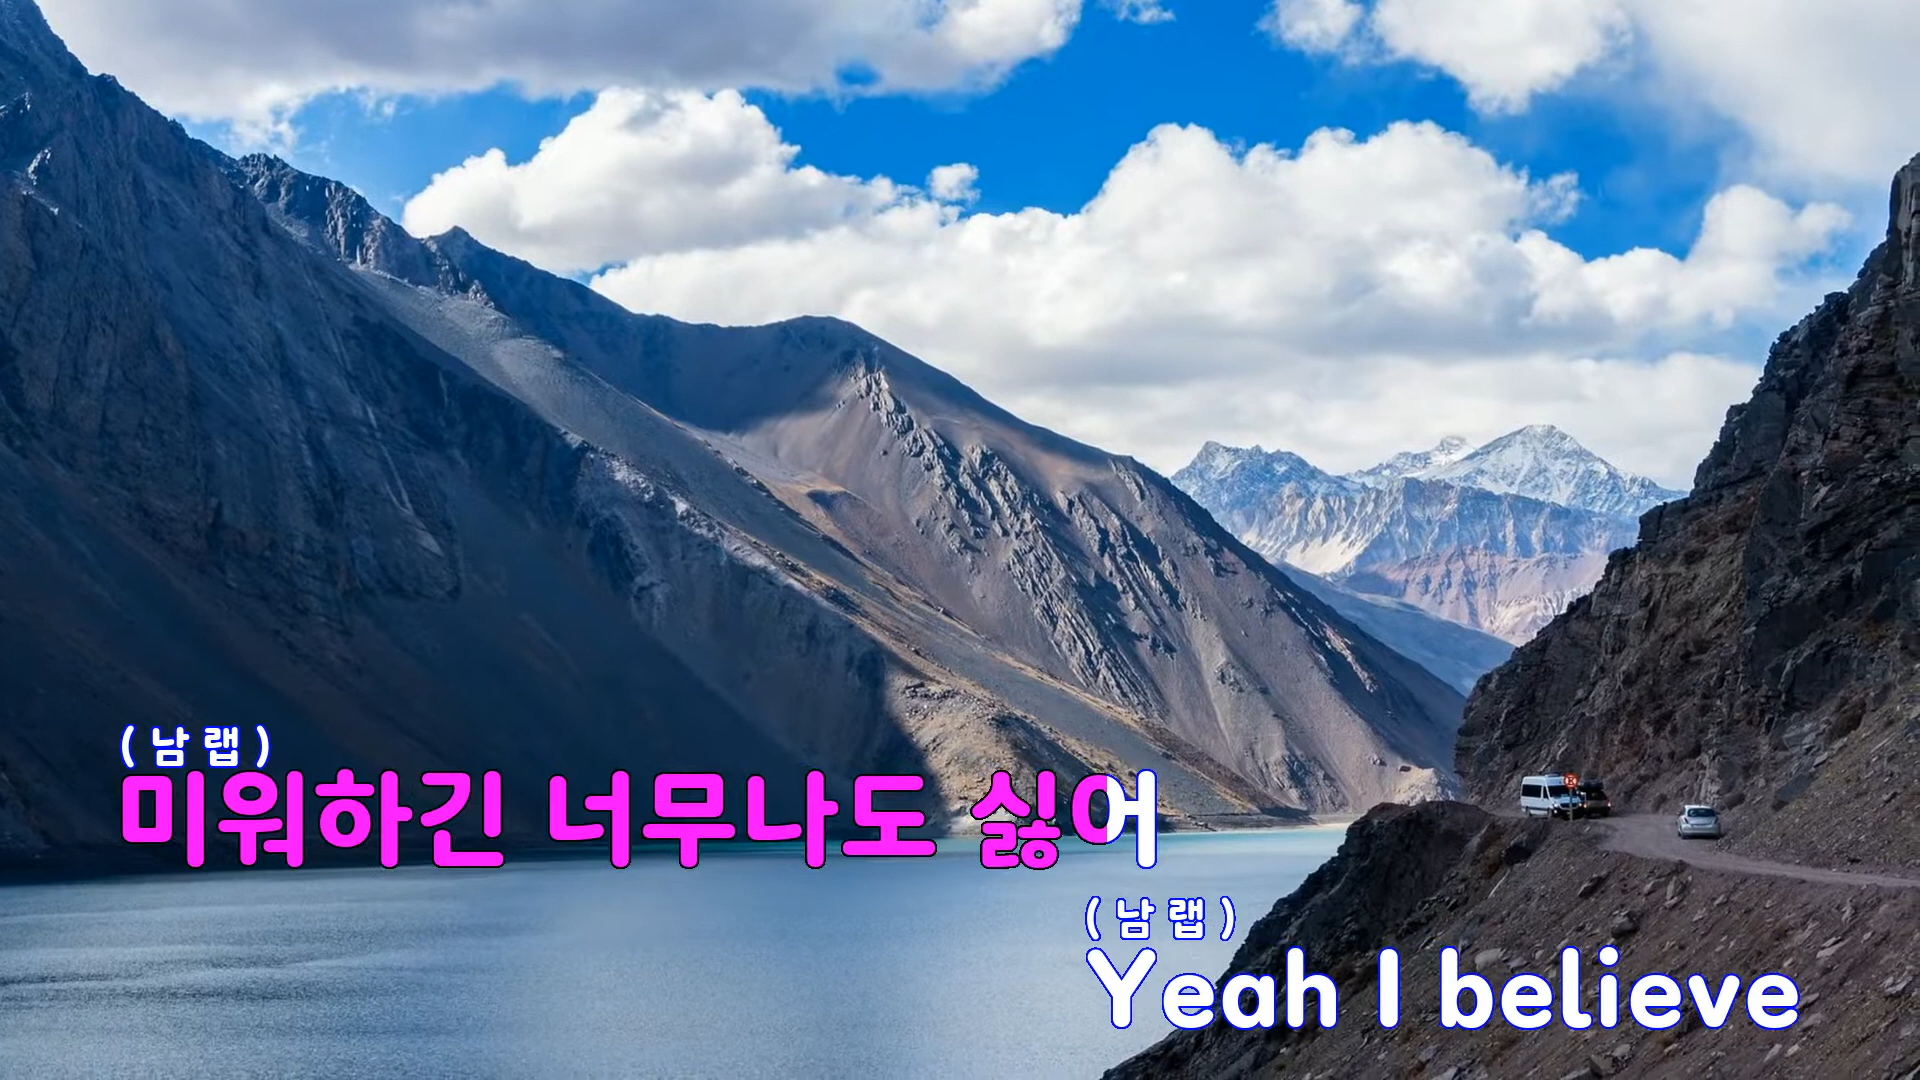 ( 남 랩 )
미워하긴 너무나도 싫어
( 남 랩 )
Yeah I believe